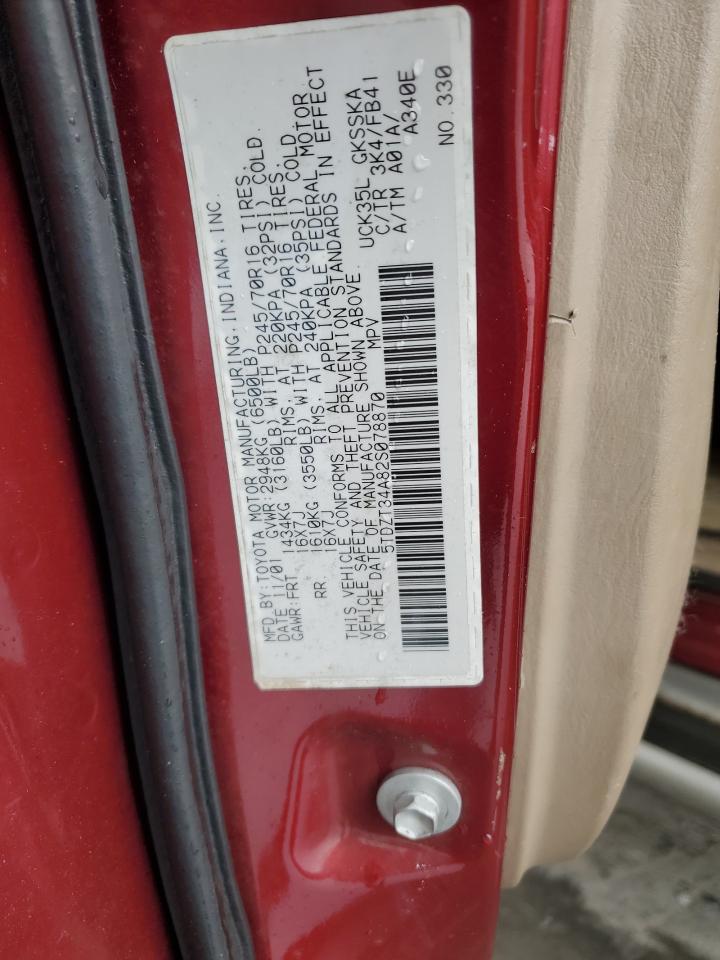 MFD.BY:TOYOTA MOTOR MANUFACTURING,INDIANA,INC.
DATE 11/01 GVWR:2948KG (6500LB)
GAWR:FRT. 1434KG (3160LB) WITH P245/70R16 TIRES,
16X7J RIMS, AT 220KPA (32PSI) COLD.
RR. 1610KG (3550LB) WITH P245/70R16 TIRES,
16X7J RIMS, AT 240KPA (35PSI) COLD
THIS VEHICLE CONFORMS TO ALL APPLICABLE FEDERAL MOTOR
VEHICLE SAFETY AND THEFT PREVENTION STANDARDS IN EFFECT
ON THE DATE OF MANUFACTURE SHOWN ABOVE.
5TDZT34A82S078870 MPV
UCK35L GKSSKA
C/TR 3K4/FB41
A/TM A01A/
A340E
NO.330